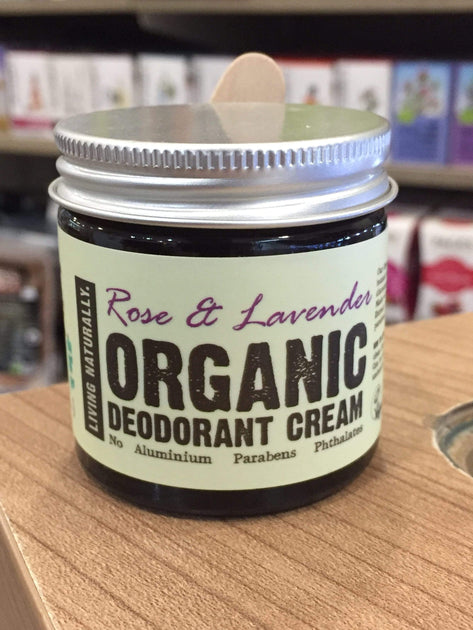 LIVING NATURALLY.
Rose & Lavender
ORGANIC
DEODORANT CREAM
No Aluminium Parabens Phthalates